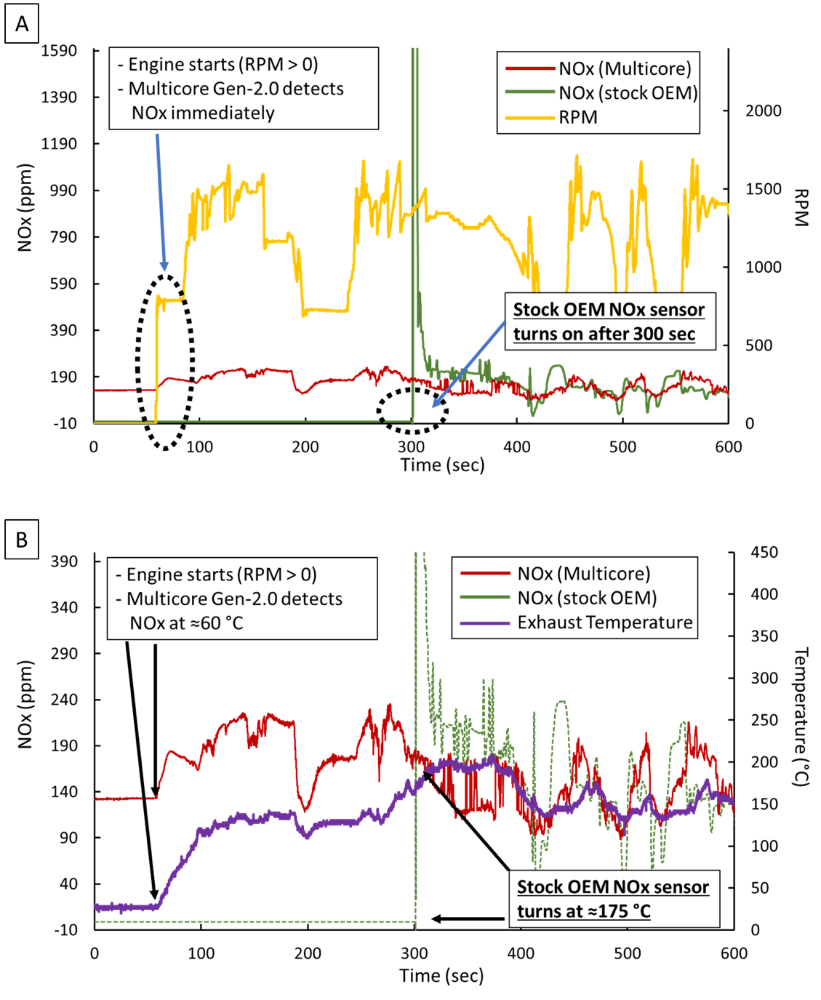 A
1590
1390
1190
990
790
590
390
190
-10
NOx (ppm)
- Engine starts (RPM > 0)
- Multicore Gen-2.0 detects
NOx immediately
NOx (Multicore)
NOx (stock OEM)
RPM
2000
1500
1000
500
0
RPM
Stock OEM NOx sensor
turns on after 300 sec
0
100
200
300
400
500
600
Time (sec)
B
390
340
290
240
190
140
90
40
-10
NOx (ppm)
- Engine starts (RPM > 0)
- Multicore Gen-2.0 detects
NOx at ≈60 °C
NOx (Multicore)
NOx (stock OEM)
Exhaust Temperature
450
400
350
300
250
200
150
100
50
0
Temperature (°C)
Stock OEM NOx sensor
turns at ≈175 °C
0
100
200
300
400
500
600
Time (sec)